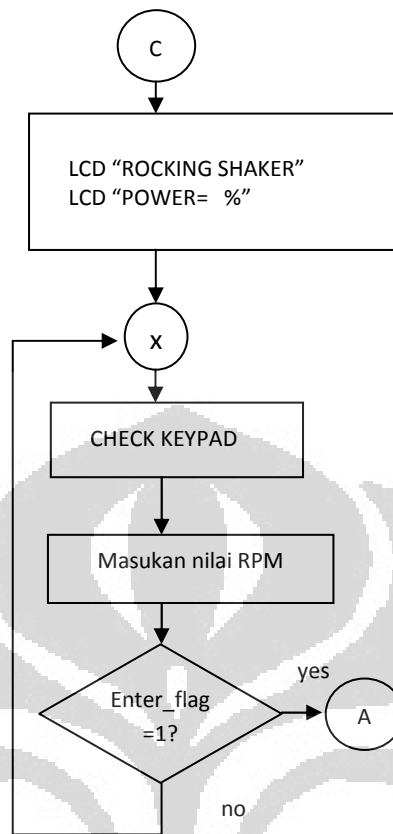 C
LCD “ROCKING SHAKER”
LCD “POWER=   %”
x
CHECK KEYPAD
Masukan nilai RPM
Enter_flag
=1?
yes
A
no